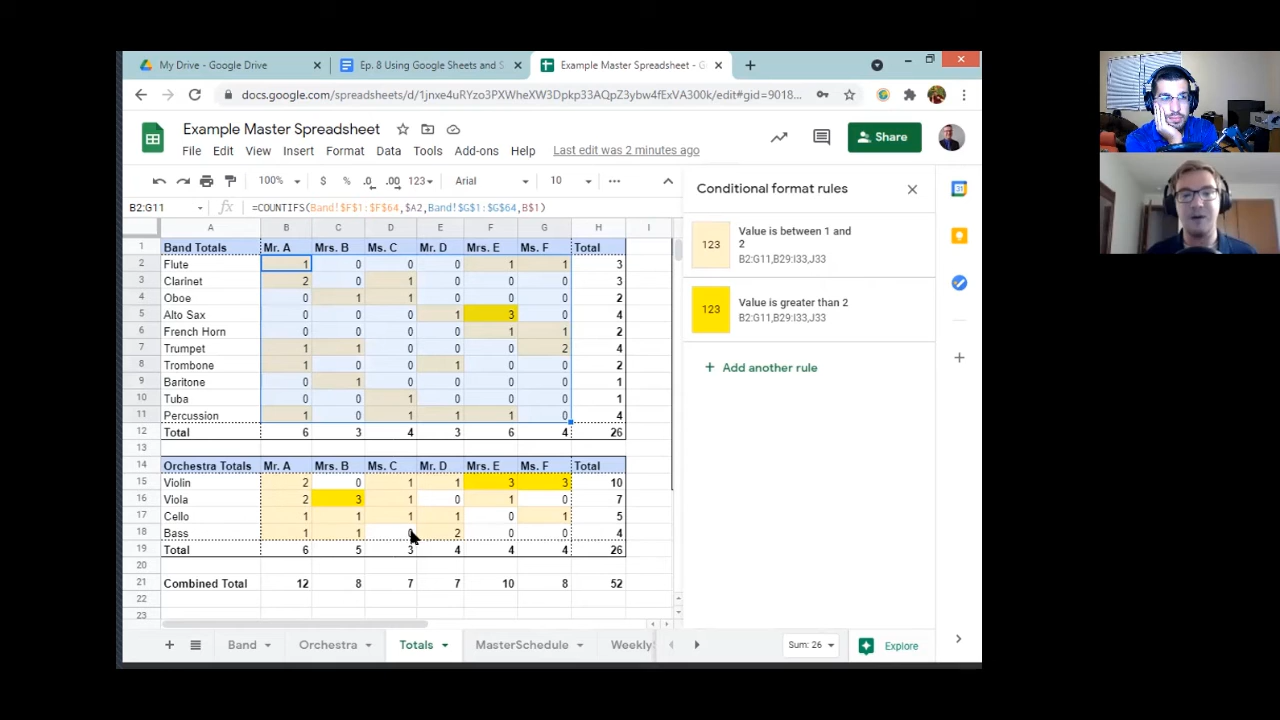 My Drive - Google Drive
Ep. 8 Using Google Sheets and S
Example Master Spreadsheet - G
Example Master Spreadsheet
File Edit View Insert Format Data Tools Add-ons Help Last edit was 2 minutes ago
Share
100% $ % .0 .00 123 Arial 10
B2:G11 fx =COUNTIFS(Band!$F$1:$F$64,$A2,Band!$G$1:$G$64,B$1)
A B C D E F G H I
1 Band Totals Mr. A Mrs. B Ms. C Mr. D Mrs. E Ms. F Total
2 Flute 1 0 0 0 1 1 3
3 Clarinet 2 0 1 0 0 0 3
4 Oboe 0 1 1 0 0 0 2
5 Alto Sax 0 0 0 1 3 0 4
6 French Horn 0 0 0 0 1 1 2
7 Trumpet 1 1 0 0 0 2 4
8 Trombone 1 0 0 1 0 0 2
9 Baritone 0 1 0 0 0 0 1
10 Tuba 0 0 1 0 0 0 1
11 Percussion 1 0 1 1 1 0 4
12 Total 6 3 4 3 6 4 26
13
14 Orchestra Totals Mr. A Mrs. B Ms. C Mr. D Mrs. E Ms. F Total
15 Violin 2 0 1 1 3 3 10
16 Viola 2 3 1 0 1 0 7
17 Cello 1 1 1 1 0 1 5
18 Bass 1 1 0 2 0 0 4
19 Total 6 5 3 4 4 4 26
20
21 Combined Total 12 8 7 7 10 8 52
22
23
Band Orchestra Totals MasterSchedule Weekly
Sum: 26
Explore
Conditional format rules
123
Value is between 1 and
2
B2:G11,B29:I33,J33
123
Value is greater than 2
B2:G11,B29:I33,J33
+ Add another rule
31